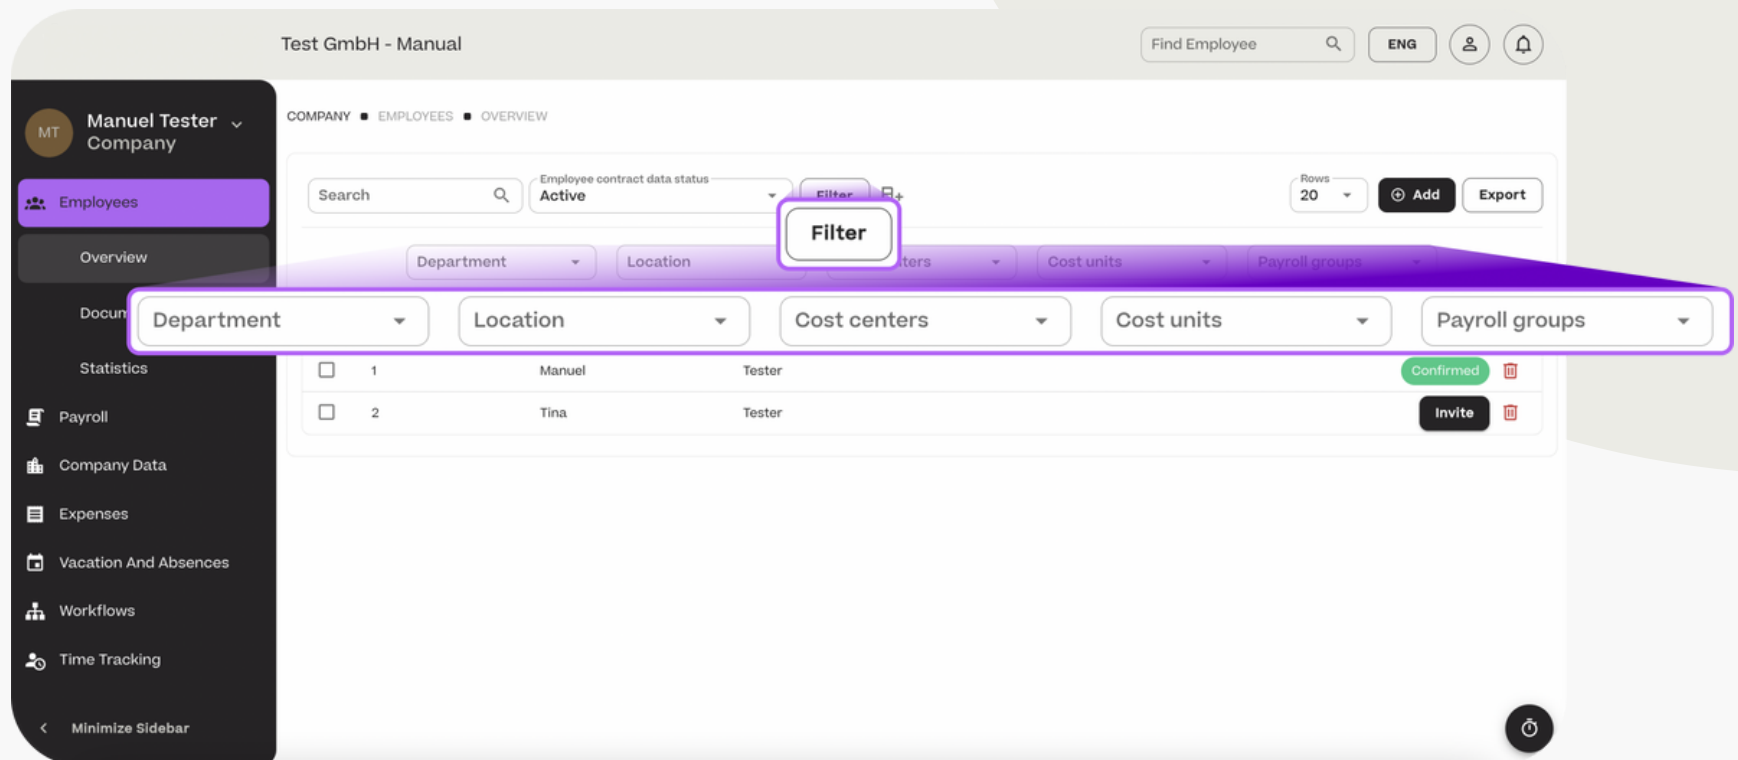 Test GmbH - Manual
Find Employee
ENG
MT
Manuel Tester
Company
Employees
Overview
Docum
Statistics
Payroll
Company Data
Expenses
Vacation And Absences
Workflows
Time Tracking
Minimize Sidebar
COMPANY ■ EMPLOYEES ■ OVERVIEW
Search
Employee contract data status
Active
Filter
Rows
20
Add
Export
Filter
Department
Location
ters
Cost units
Payroll groups
Department
Location
Cost centers
Cost units
Payroll groups
1 Manuel Tester Confirmed
2 Tina Tester Invite